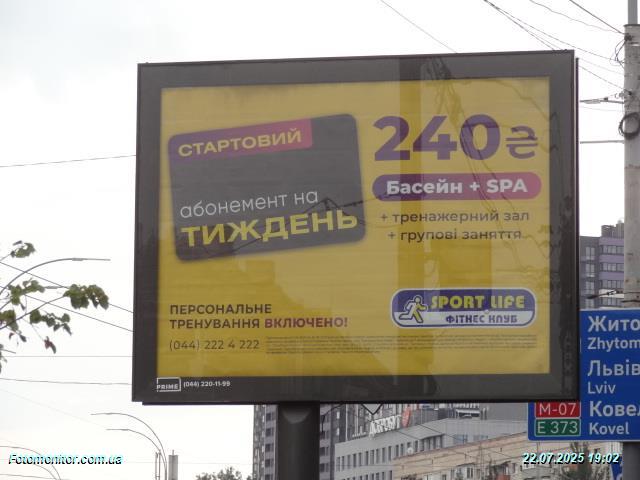 СТАРТОВИЙ
абонемент на
ТИЖДЕНЬ
240₴
Басейн + SPA
+ тренажерний зал
+ групові заняття
ПЕРСОНАЛЬНЕ
ТРЕНУВАННЯ ВКЛЮЧЕНО!
(044) 222 4 222
SPORT LIFE
ФІТНЕС КЛУБ
PRIME (044) 220-11-99
Жито
Zhytom
Львів
Lviv
Ковел
Kovel
M-07
E 373
Fotomonitor.com.ua
22.07.2025 19:02